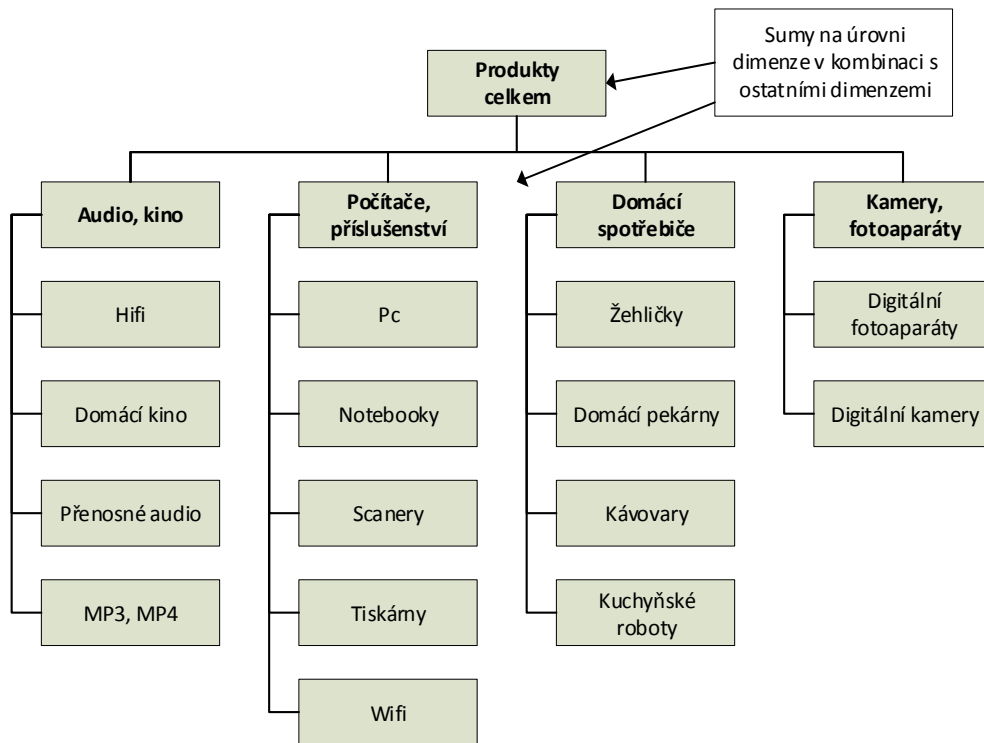 Sumy na úrovni
dimenze v kombinaci s
ostatními dimenzemi
Produkty
celkem
Audio, kino
Hifi
Domácí kino
Přenosné audio
MP3, MP4
Počítače,
příslušenství
Pc
Notebooky
Scanery
Tiskárny
Wifi
Domácí
spotřebiče
Žehličky
Domácí pekárny
Kávovary
Kuchyňské
roboty
Kamery,
fotoaparáty
Digitální
fotoaparáty
Digitální kamery